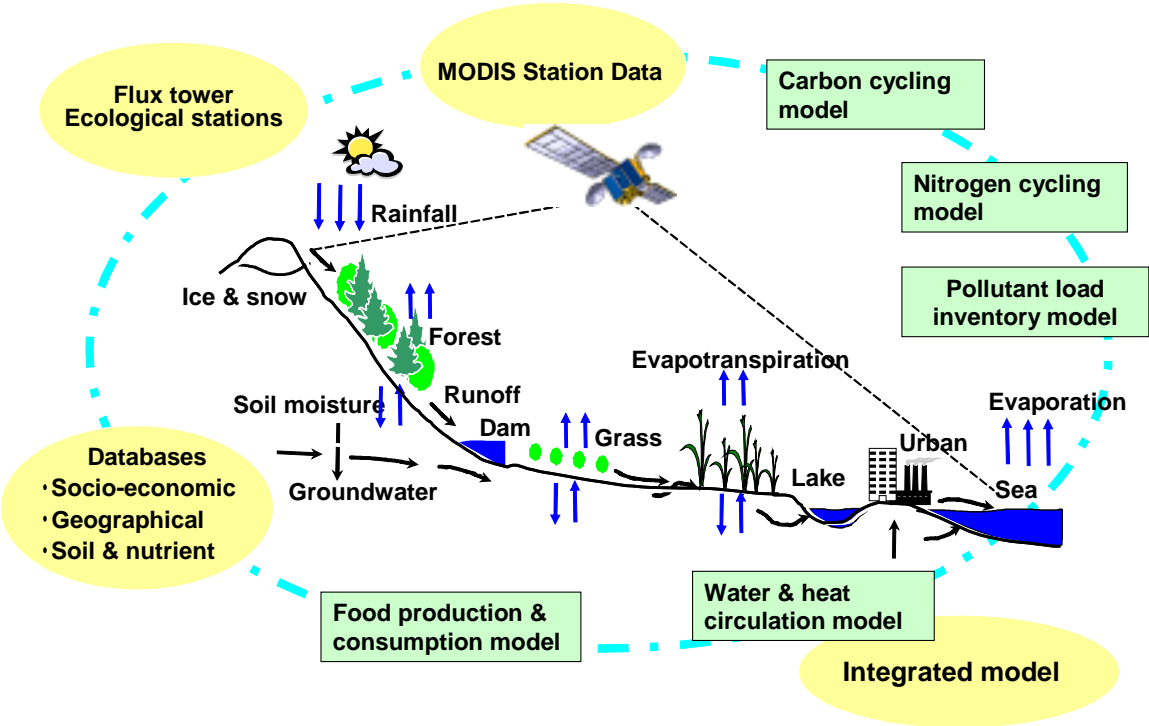 MODIS Station Data
Flux tower
Ecological stations
Carbon cycling
model
Nitrogen cycling
model
Rainfall
Pollutant load
inventory model
Ice & snow
Forest
Evapotranspiration
Runoff
Soil moisture
Evaporation
Dam
Grass
Urban
Databases
· Socio-economic
· Geographical
· Soil & nutrient
Groundwater
Lake
Sea
Food production &
consumption model
Water & heat
circulation model
Integrated model